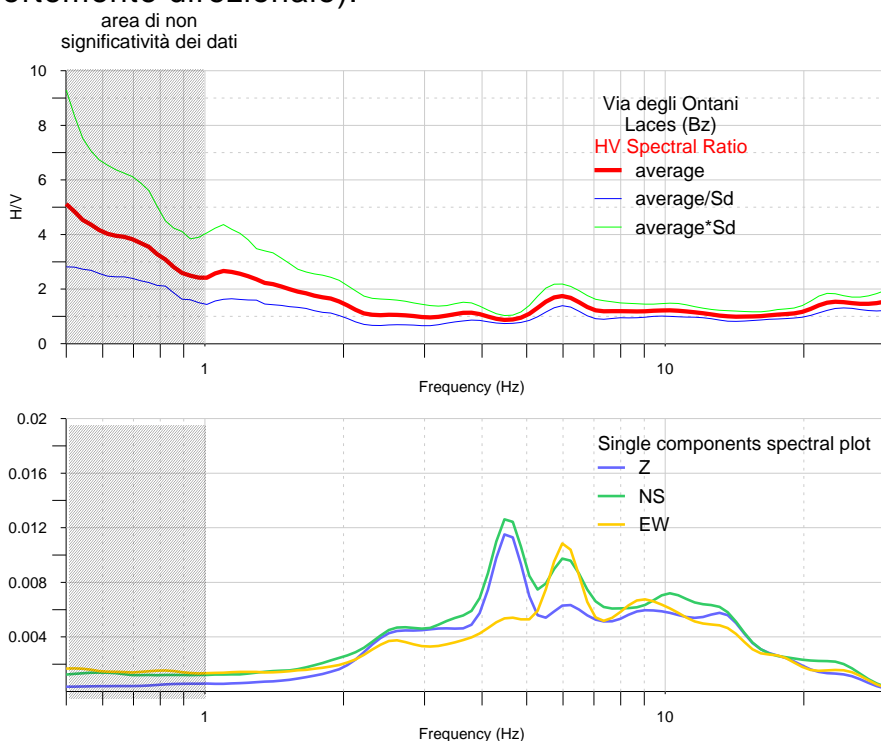 ortemente direzionale).
area di non
significatività dei dati
10
8
6
4
2
0
H/V
Via degli Ontani
Laces (Bz)
HV Spectral Ratio
average
average/Sd
average*Sd
1
10
Frequency (Hz)
0.02
0.016
0.012
0.008
0.004
Single components spectral plot
Z
NS
EW
1
10
Frequency (Hz)